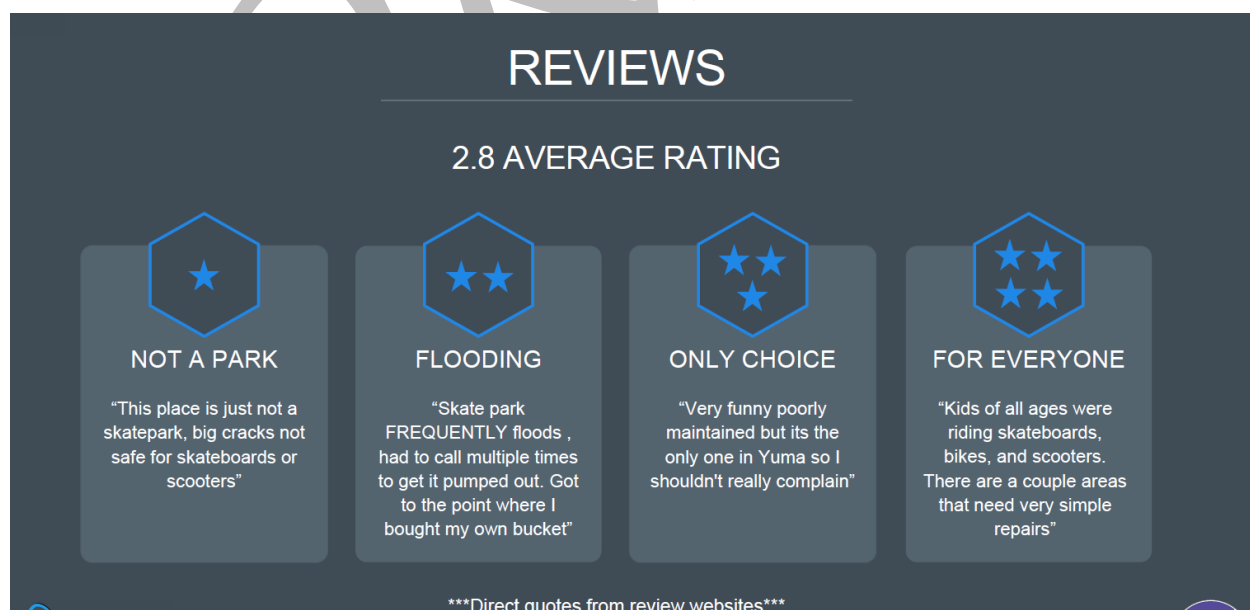 REVIEWS
2.8 AVERAGE RATING
NOT A PARK
“This place is just not a
skatepark, big cracks not
safe for skateboards or
scooters”
FLOODING
“Skate park
FREQUENTLY floods ,
had to call multiple times
to get it pumped out. Got
to the point where I
bought my own bucket”
ONLY CHOICE
“Very funny poorly
maintained but its the
only one in Yuma so I
shouldn't really complain”
FOR EVERYONE
“Kids of all ages were
riding skateboards,
bikes, and scooters.
There are a couple areas
that need very simple
repairs”
***Direct quotes from review websites***